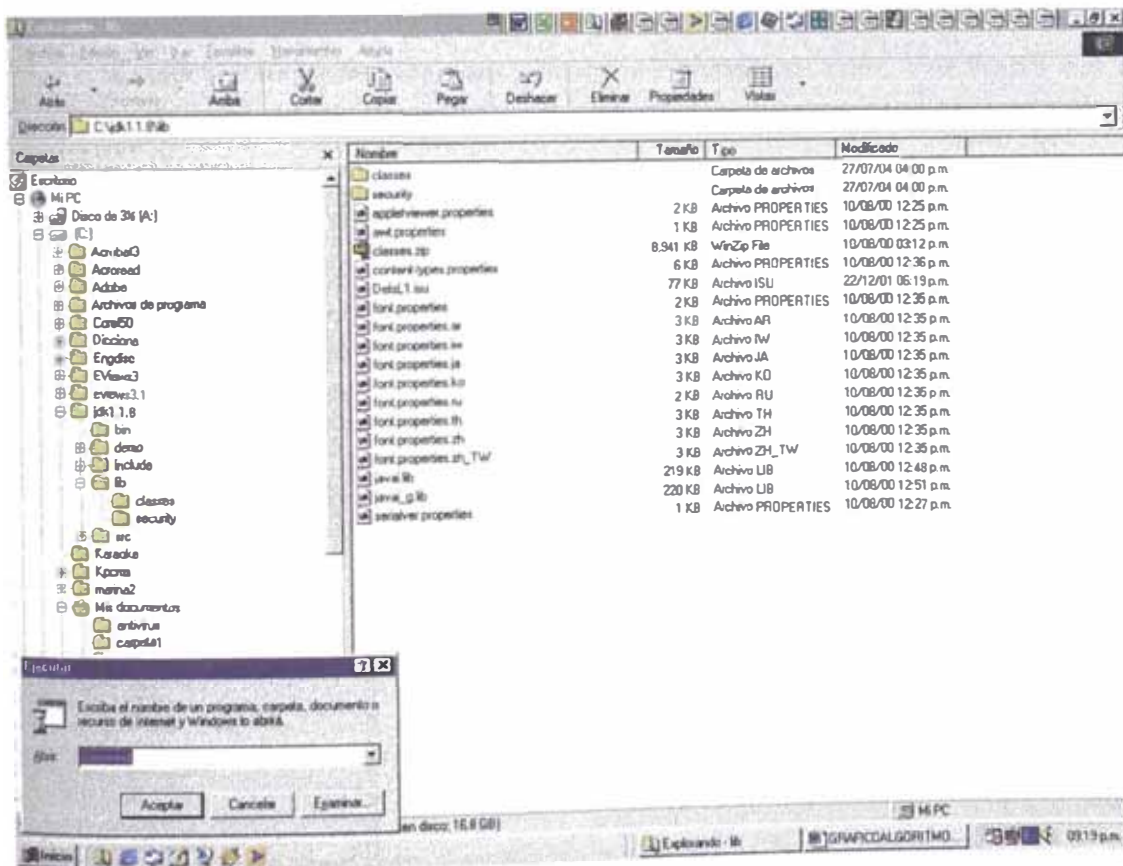 Explorando - lib
Archivo Edición Ver Ir a Favoritos Herramientas Ayuda
Atrás Arriba Cortar Copiar Pegar Deshacer Eliminar Propiedades Vistas
Dirección C:\jdk1.1.8\lib
Carpetas
Escritorio
Mi PC
Disco de 3½ (A:)
(C:)
Acrobat3
Acroread
Adobe
Archivos de programa
Corel50
Dicciona
Engdisc
EViews3
eviews3.1
jdk1.1.8
bin
demo
include
lib
classes
security
src
Karaoke
marina2
Mis documentos
antivirus
carpeta1
Nombre Tamaño Tipo Modificado
classes Carpeta de archivos 27/07/04 04:00 p.m.
security Carpeta de archivos 27/07/04 04:00 p.m.
appletviewer.properties 2 KB Archivo PROPERTIES 10/08/00 12:25 p.m.
awt.properties 1 KB Archivo PROPERTIES 10/08/00 12:25 p.m.
classes.zip 8.941 KB WinZip File 10/08/00 03:12 p.m.
content-types.properties 6 KB Archivo PROPERTIES 10/08/00 12:36 p.m.
DeIsL1.isu 77 KB Archivo ISU 22/12/01 06:19 p.m.
font.properties 2 KB Archivo PROPERTIES 10/08/00 12:35 p.m.
font.properties.ar 3 KB Archivo AR 10/08/00 12:35 p.m.
font.properties.iw 3 KB Archivo IW 10/08/00 12:35 p.m.
font.properties.ja 3 KB Archivo JA 10/08/00 12:35 p.m.
font.properties.ko 3 KB Archivo KO 10/08/00 12:35 p.m.
font.properties.ru 2 KB Archivo RU 10/08/00 12:35 p.m.
font.properties.th 3 KB Archivo TH 10/08/00 12:35 p.m.
font.properties.zh 3 KB Archivo ZH 10/08/00 12:35 p.m.
font.properties.zh_TW 3 KB Archivo ZH_TW 10/08/00 12:35 p.m.
javai.lib 219 KB Archivo LIB 10/08/00 12:48 p.m.
javai_g.lib 220 KB Archivo LIB 10/08/00 12:51 p.m.
serialver.properties 1 KB Archivo PROPERTIES 10/08/00 12:27 p.m.
Ejecutar
Escriba el nombre de un programa, carpeta, documento o
recurso de internet y Windows lo abrirá.
Abrir:
Aceptar Cancelar Examinar...
en disco: 16,8 GB) Mi PC
Inicio Explorando - lib GRAFICOALGORITMO 09:19 p.m.